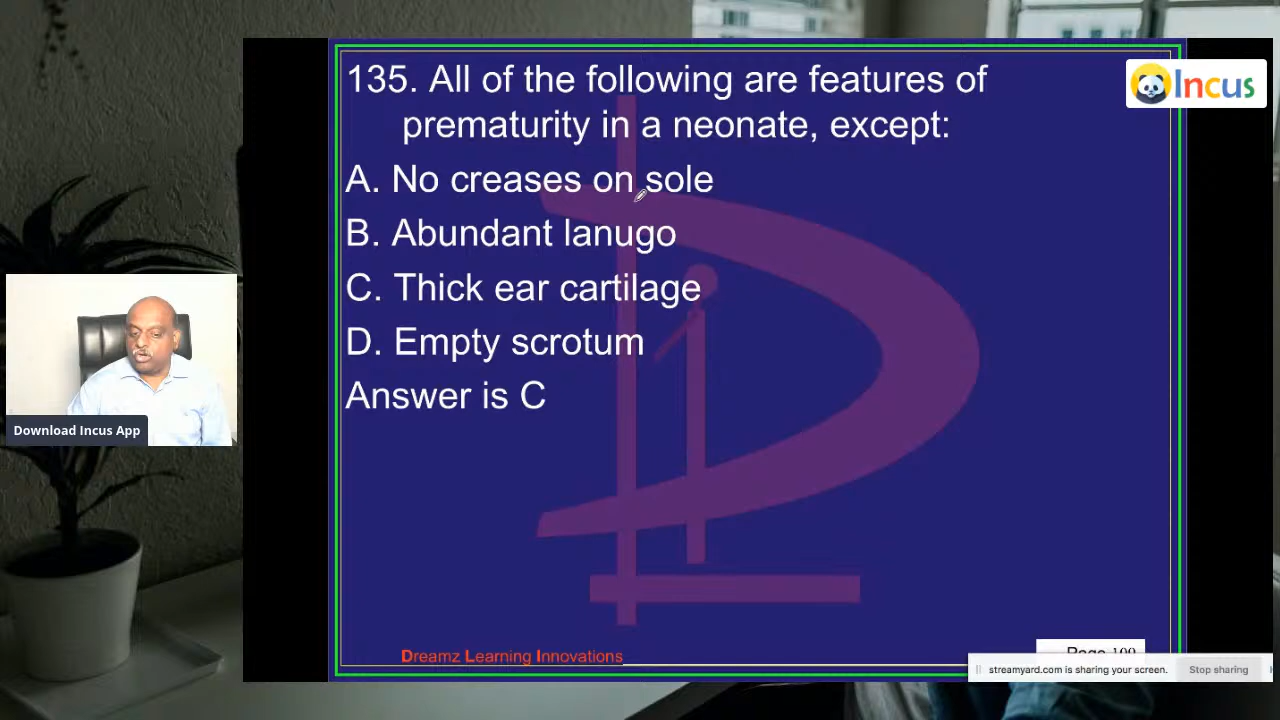 135. All of the following are features of
prematurity in a neonate, except:
A. No creases on sole
B. Abundant lanugo
C. Thick ear cartilage
D. Empty scrotum
Answer is C
Incus
Download Incus App
Dreamz Learning Innovations
streamyard.com is sharing your screen.
Stop sharing